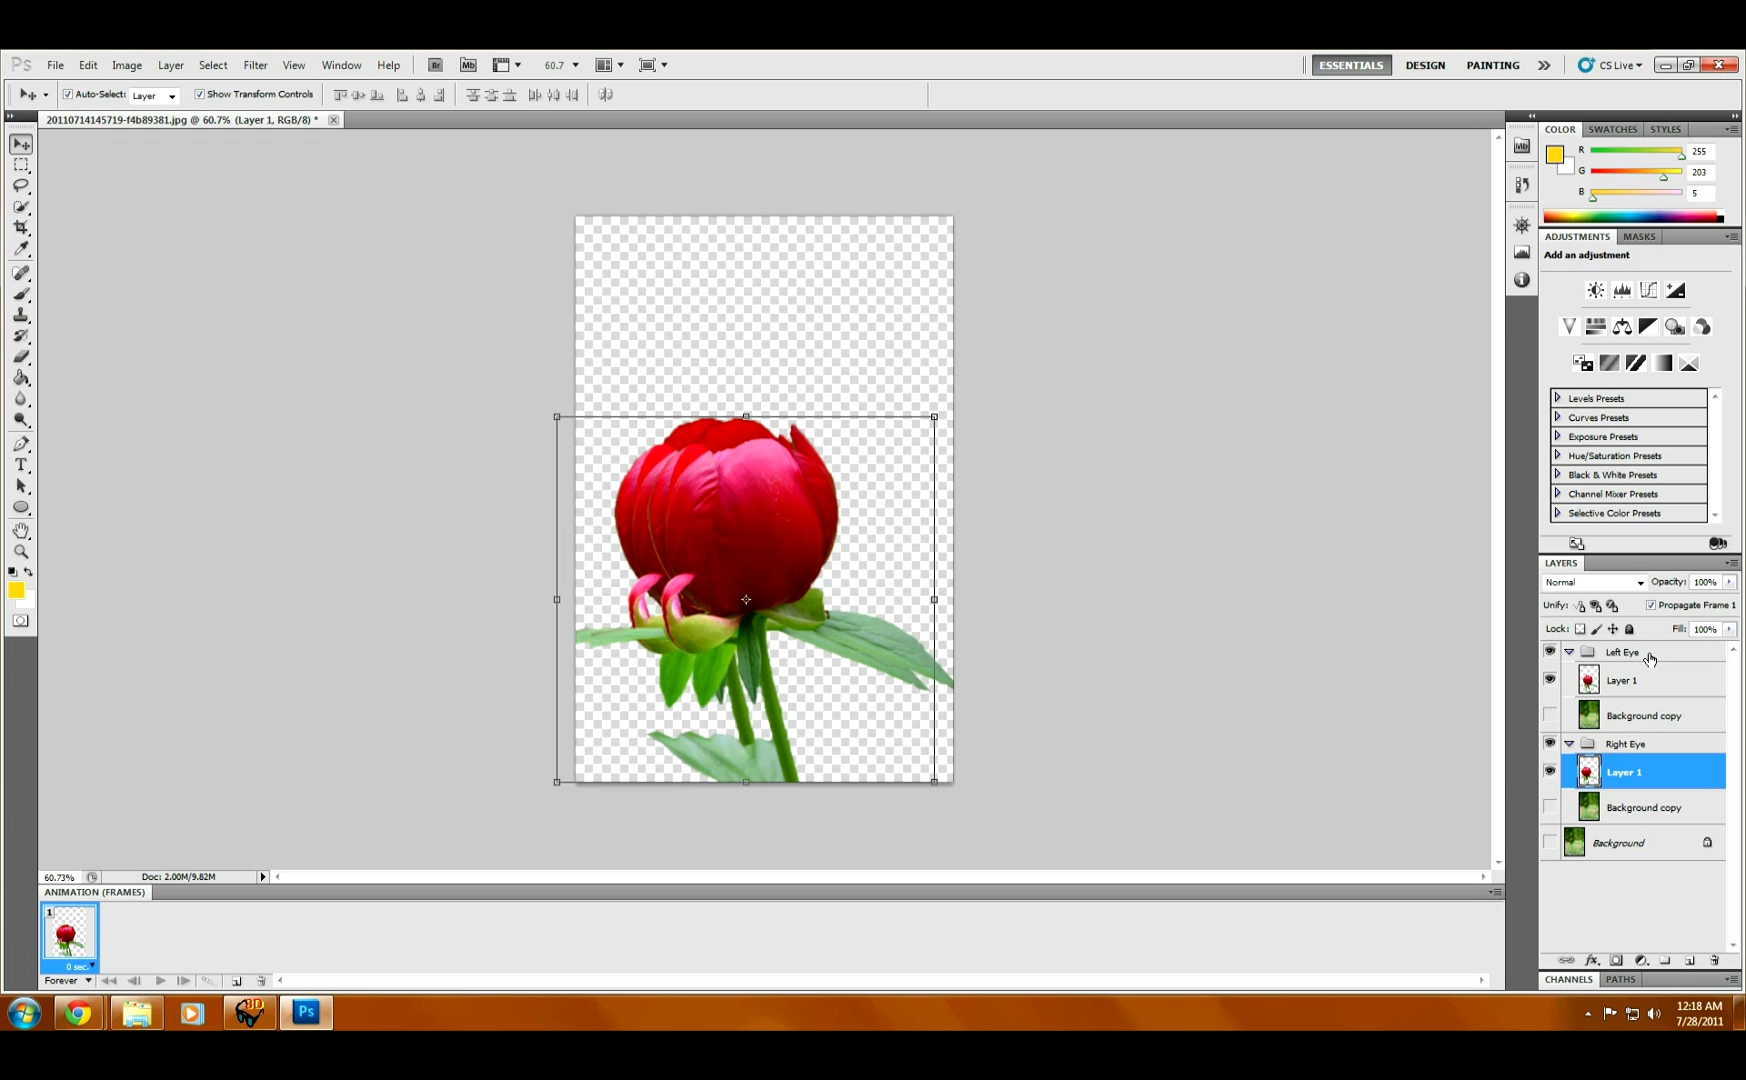 Ps File Edit Image Layer Select Filter View Window Help Br Mb 60.7 ESSENTIALS DESIGN PAINTING CS Live
Auto-Select: Layer Show Transform Controls
20110714145719-f4b89381.jpg @ 60.7% (Layer 1, RGB/8) *
COLOR SWATCHES STYLES
Mb
R 255
G 203
B 5
ADJUSTMENTS MASKS
Add an adjustment
Levels Presets
Curves Presets
Exposure Presets
Hue/Saturation Presets
Black & White Presets
Channel Mixer Presets
Selective Color Presets
LAYERS
Normal Opacity: 100%
Unify: Propagate Frame 1
Lock: Fill: 100%
Left Eye
Layer 1
Background copy
Right Eye
Layer 1
Background copy
Background
60.73% Doc: 2.00M/9.82M
ANIMATION (FRAMES)
1
0 sec.
Forever
CHANNELS PATHS
3D
Ps
12:18 AM
7/28/2011